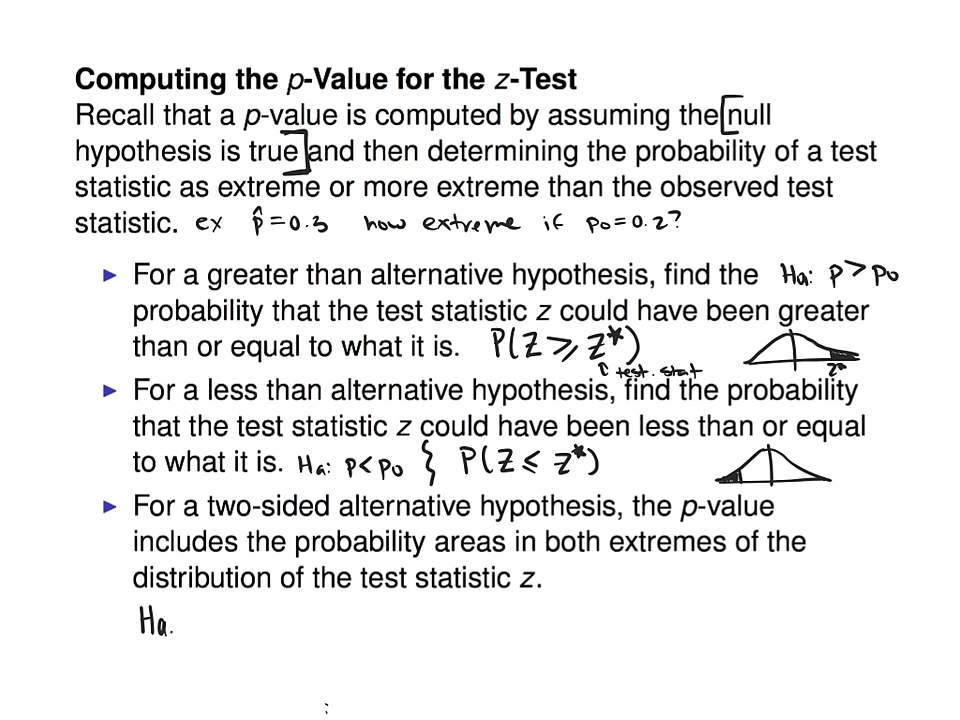 Computing the p-Value for the z-Test
Recall that a p-value is computed by assuming the [null
hypothesis is true] and then determining the probability of a test
statistic as extreme or more extreme than the observed test
statistic. ex p̂ = 0.3 how extreme if p₀ = 0.2?
▶ For a greater than alternative hypothesis, find the Ha: p > p₀
probability that the test statistic z could have been greater
than or equal to what it is. P(Z ⩾ Z*)
↑ test. stat z*
▶ For a less than alternative hypothesis, find the probability
that the test statistic z could have been less than or equal
to what it is. Ha: p < p₀ } P(Z ⩽ Z*)
▶ For a two-sided alternative hypothesis, the p-value
includes the probability areas in both extremes of the
distribution of the test statistic z.
Ha.